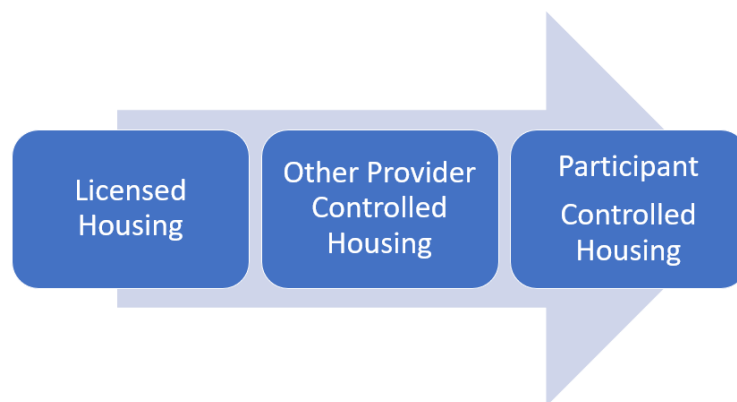 Licensed
Housing
Other Provider
Controlled
Housing
Participant
Controlled
Housing